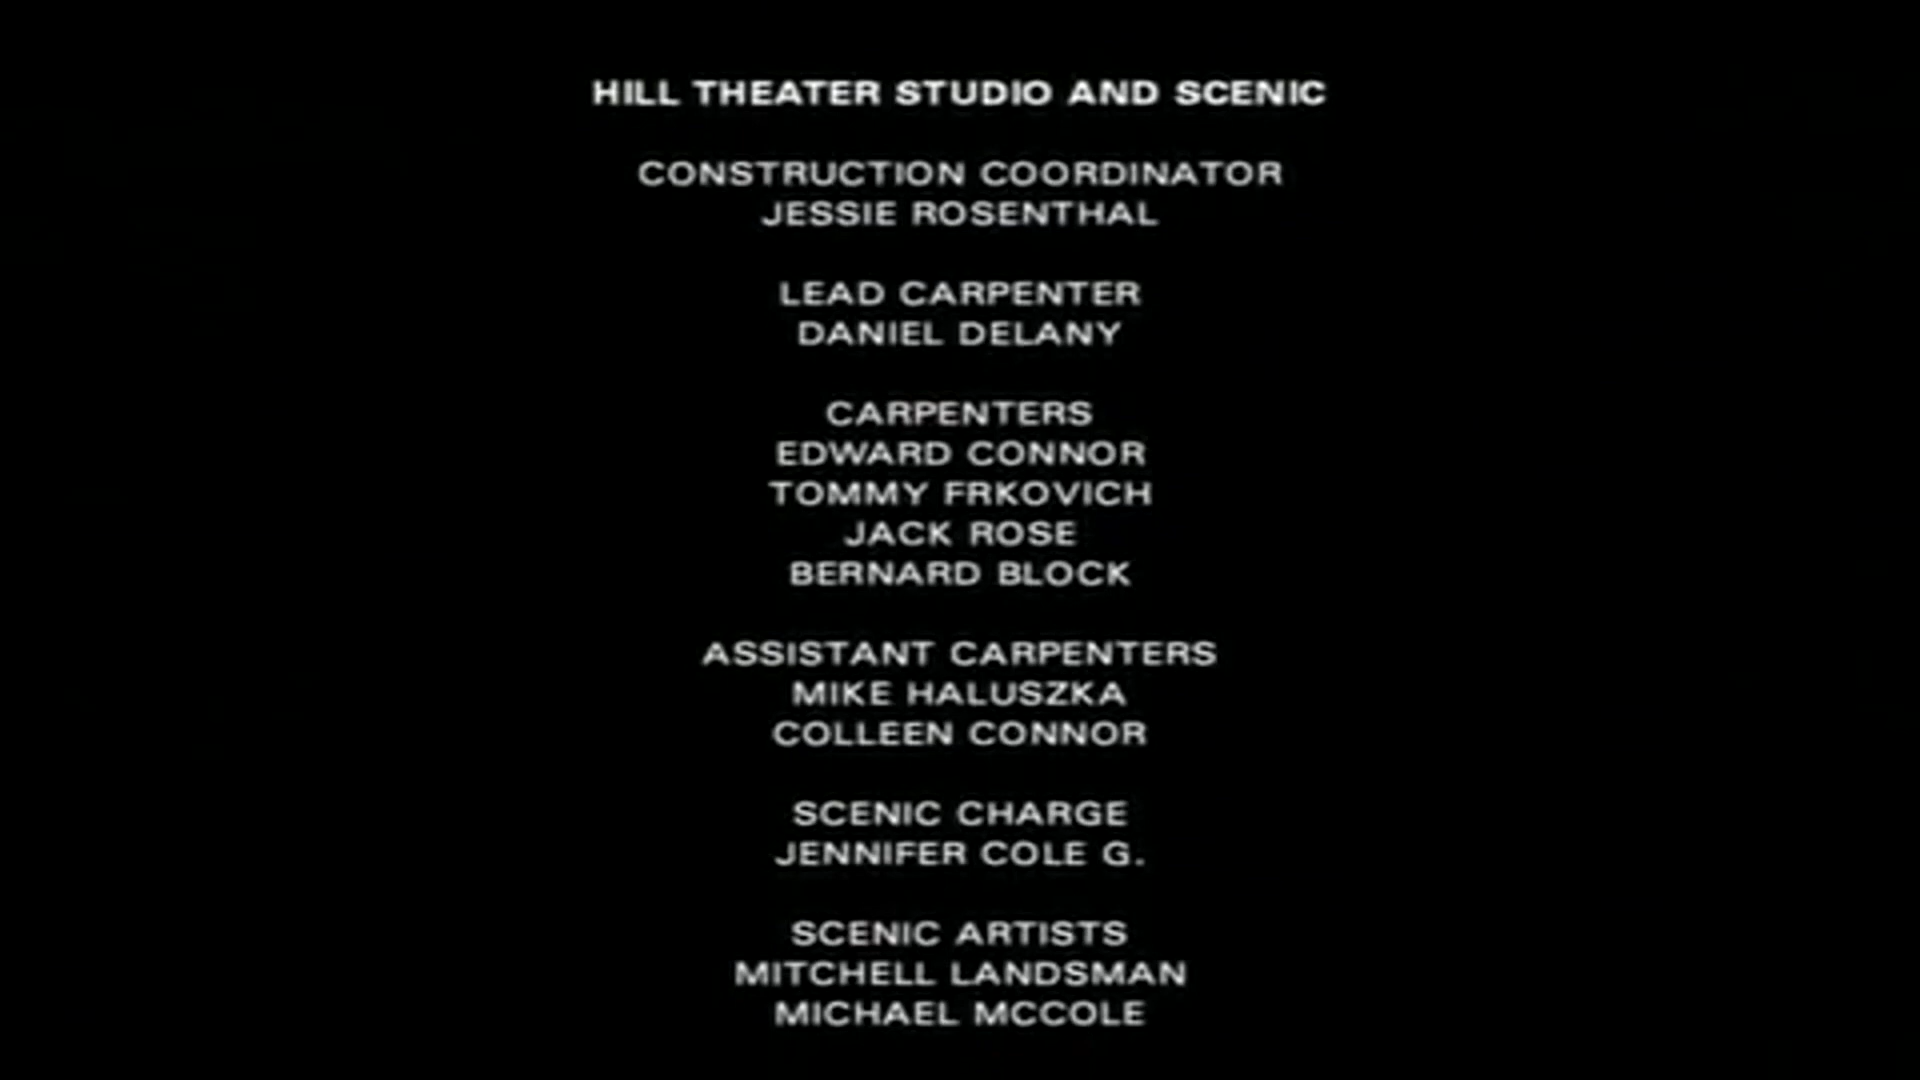 HILL THEATER STUDIO AND SCENIC
CONSTRUCTION COORDINATOR
JESSIE ROSENTHAL
LEAD CARPENTER
DANIEL DELANY
CARPENTERS
EDWARD CONNOR
TOMMY FRKOVICH
JACK ROSE
BERNARD BLOCK
ASSISTANT CARPENTERS
MIKE HALUSZKA
COLLEEN CONNOR
SCENIC CHARGE
JENNIFER COLE G.
SCENIC ARTISTS
MITCHELL LANDSMAN
MICHAEL MCCOLE